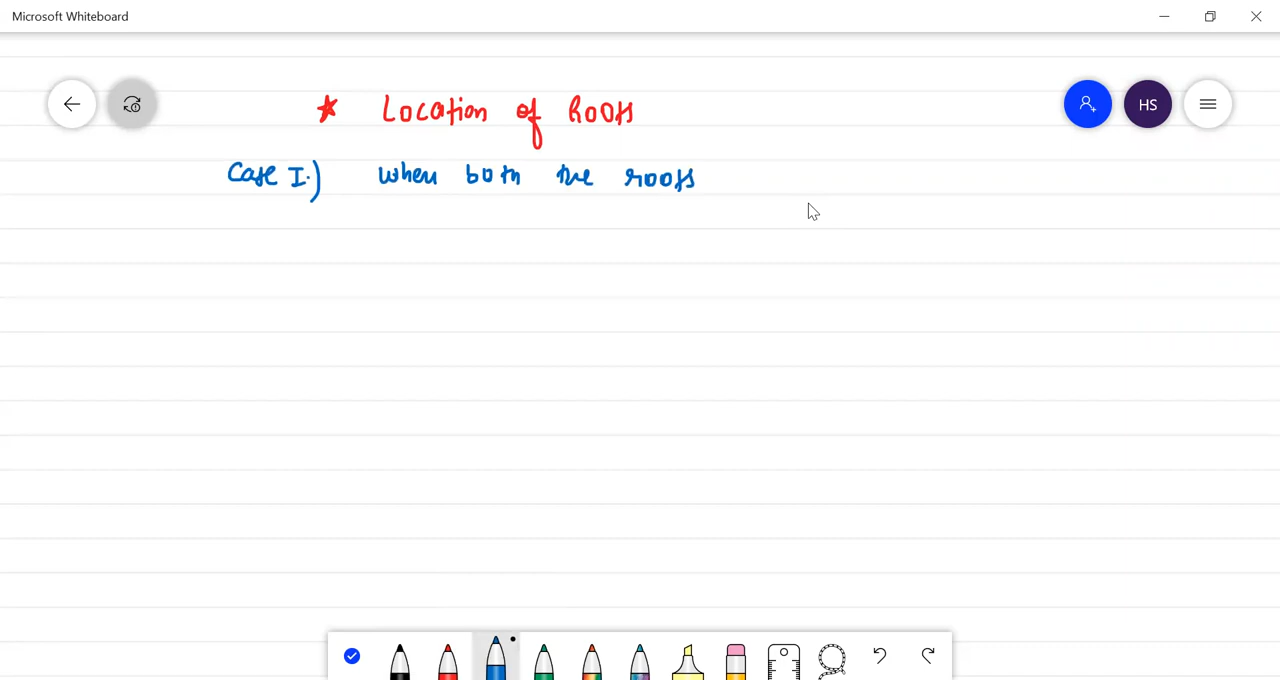 Microsoft Whiteboard
HS
★ Location of Roots
Case I.) when both the roots